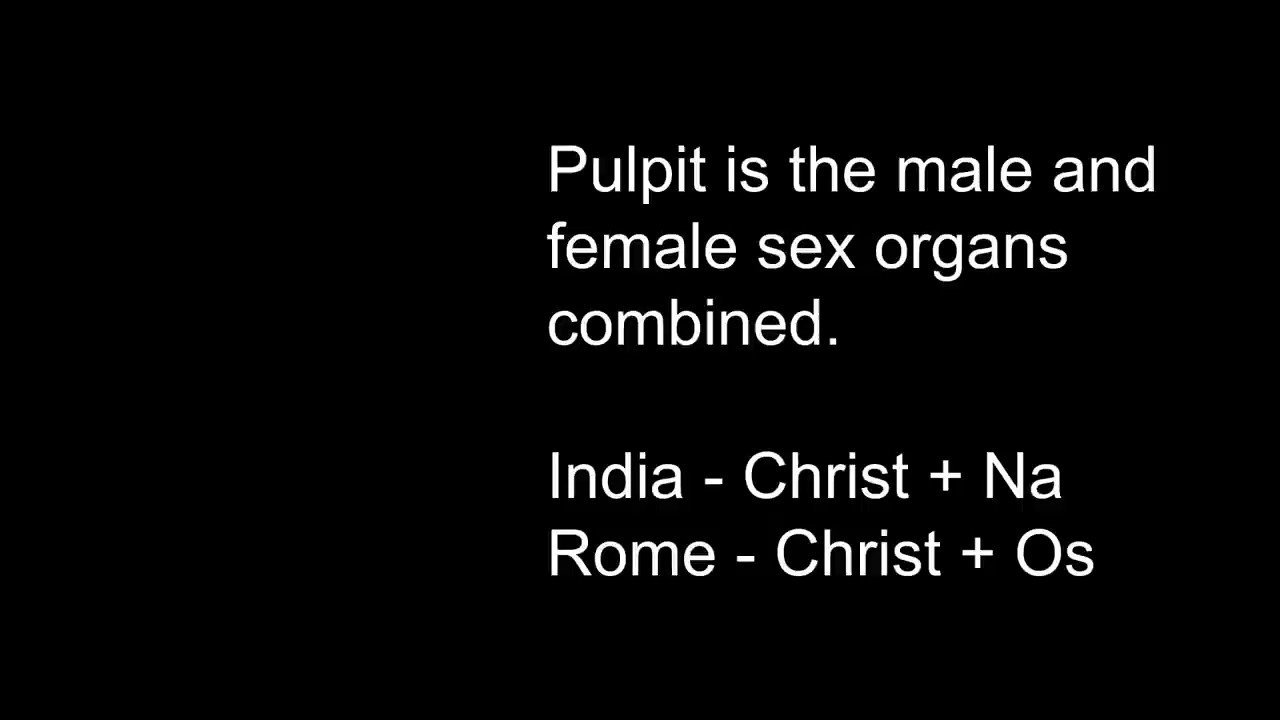 Pulpit is the male and
female sex organs
combined.
India - Christ + Na
Rome - Christ + Os